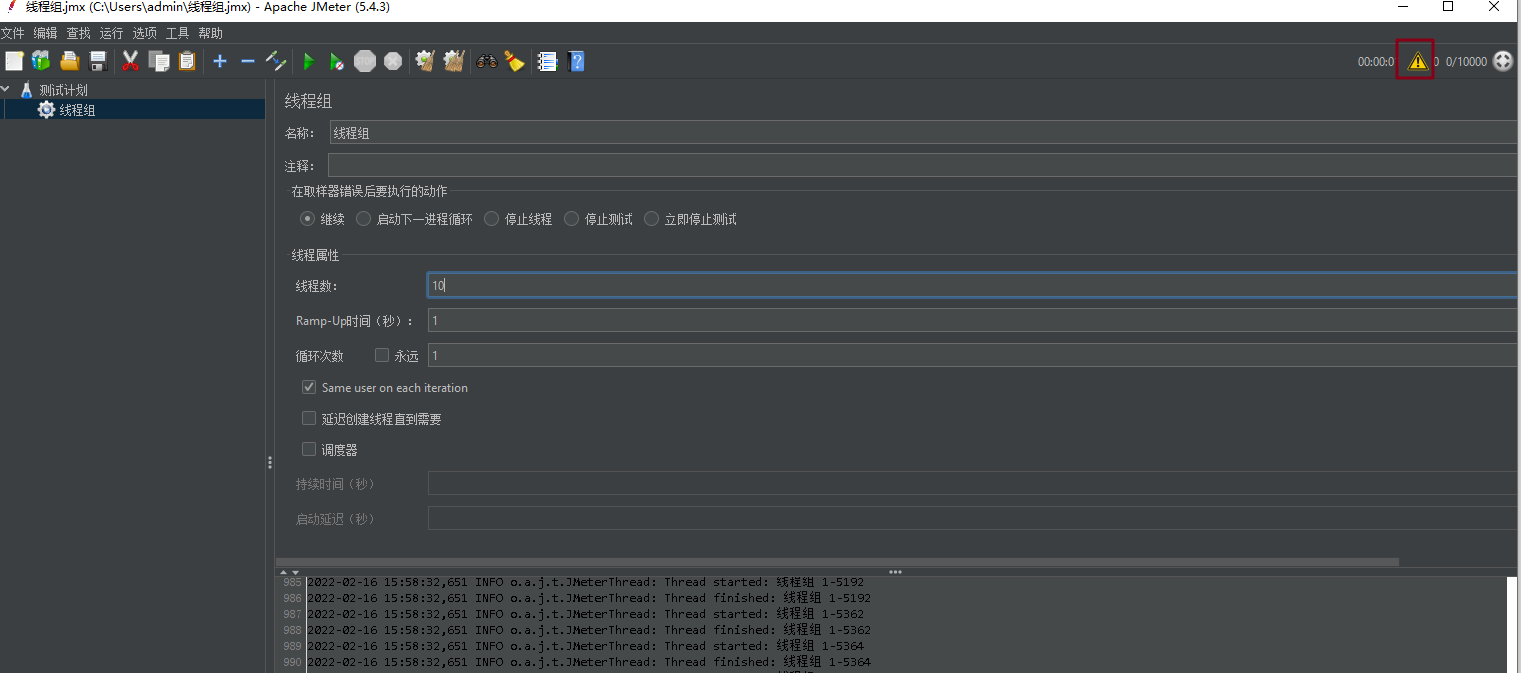 线程组.jmx (C:\Users\admin\线程组.jmx) - Apache JMeter (5.4.3)
文件 编辑 查找 运行 选项 工具 帮助
00:00:0 0 0/10000
测试计划
线程组
线程组
名称： 线程组
注释：
在取样器错误后要执行的动作
继续 启动下一进程循环 停止线程 停止测试 立即停止测试
线程属性
线程数： 10
Ramp-Up时间（秒）： 1
循环次数 永远 1
Same user on each iteration
延迟创建线程直到需要
调度器
持续时间（秒）
启动延迟（秒）
985 2022-02-16 15:58:32,651 INFO o.a.j.t.JMeterThread: Thread started: 线程组 1-5192
986 2022-02-16 15:58:32,651 INFO o.a.j.t.JMeterThread: Thread finished: 线程组 1-5192
987 2022-02-16 15:58:32,651 INFO o.a.j.t.JMeterThread: Thread started: 线程组 1-5362
988 2022-02-16 15:58:32,651 INFO o.a.j.t.JMeterThread: Thread finished: 线程组 1-5362
989 2022-02-16 15:58:32,651 INFO o.a.j.t.JMeterThread: Thread started: 线程组 1-5364
990 2022-02-16 15:58:32,651 INFO o.a.j.t.JMeterThread: Thread finished: 线程组 1-5364